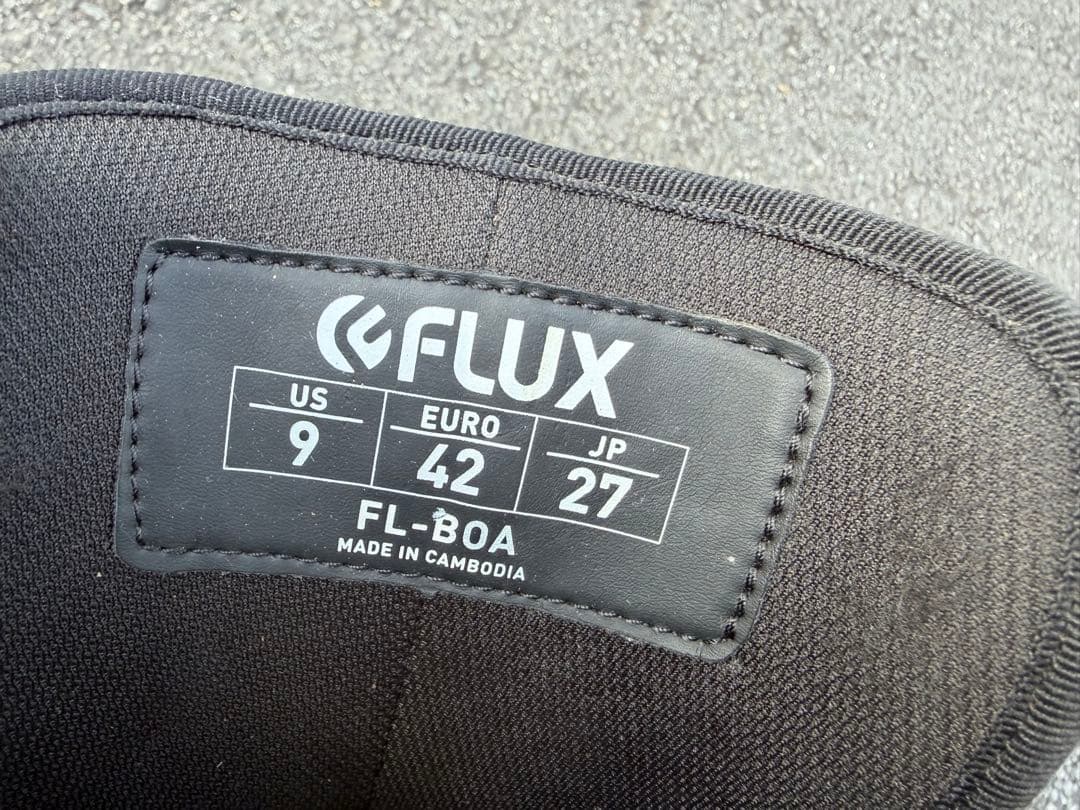 FLUX
US EURO JP
9 42 27
FL-BOA
MADE IN CAMBODIA